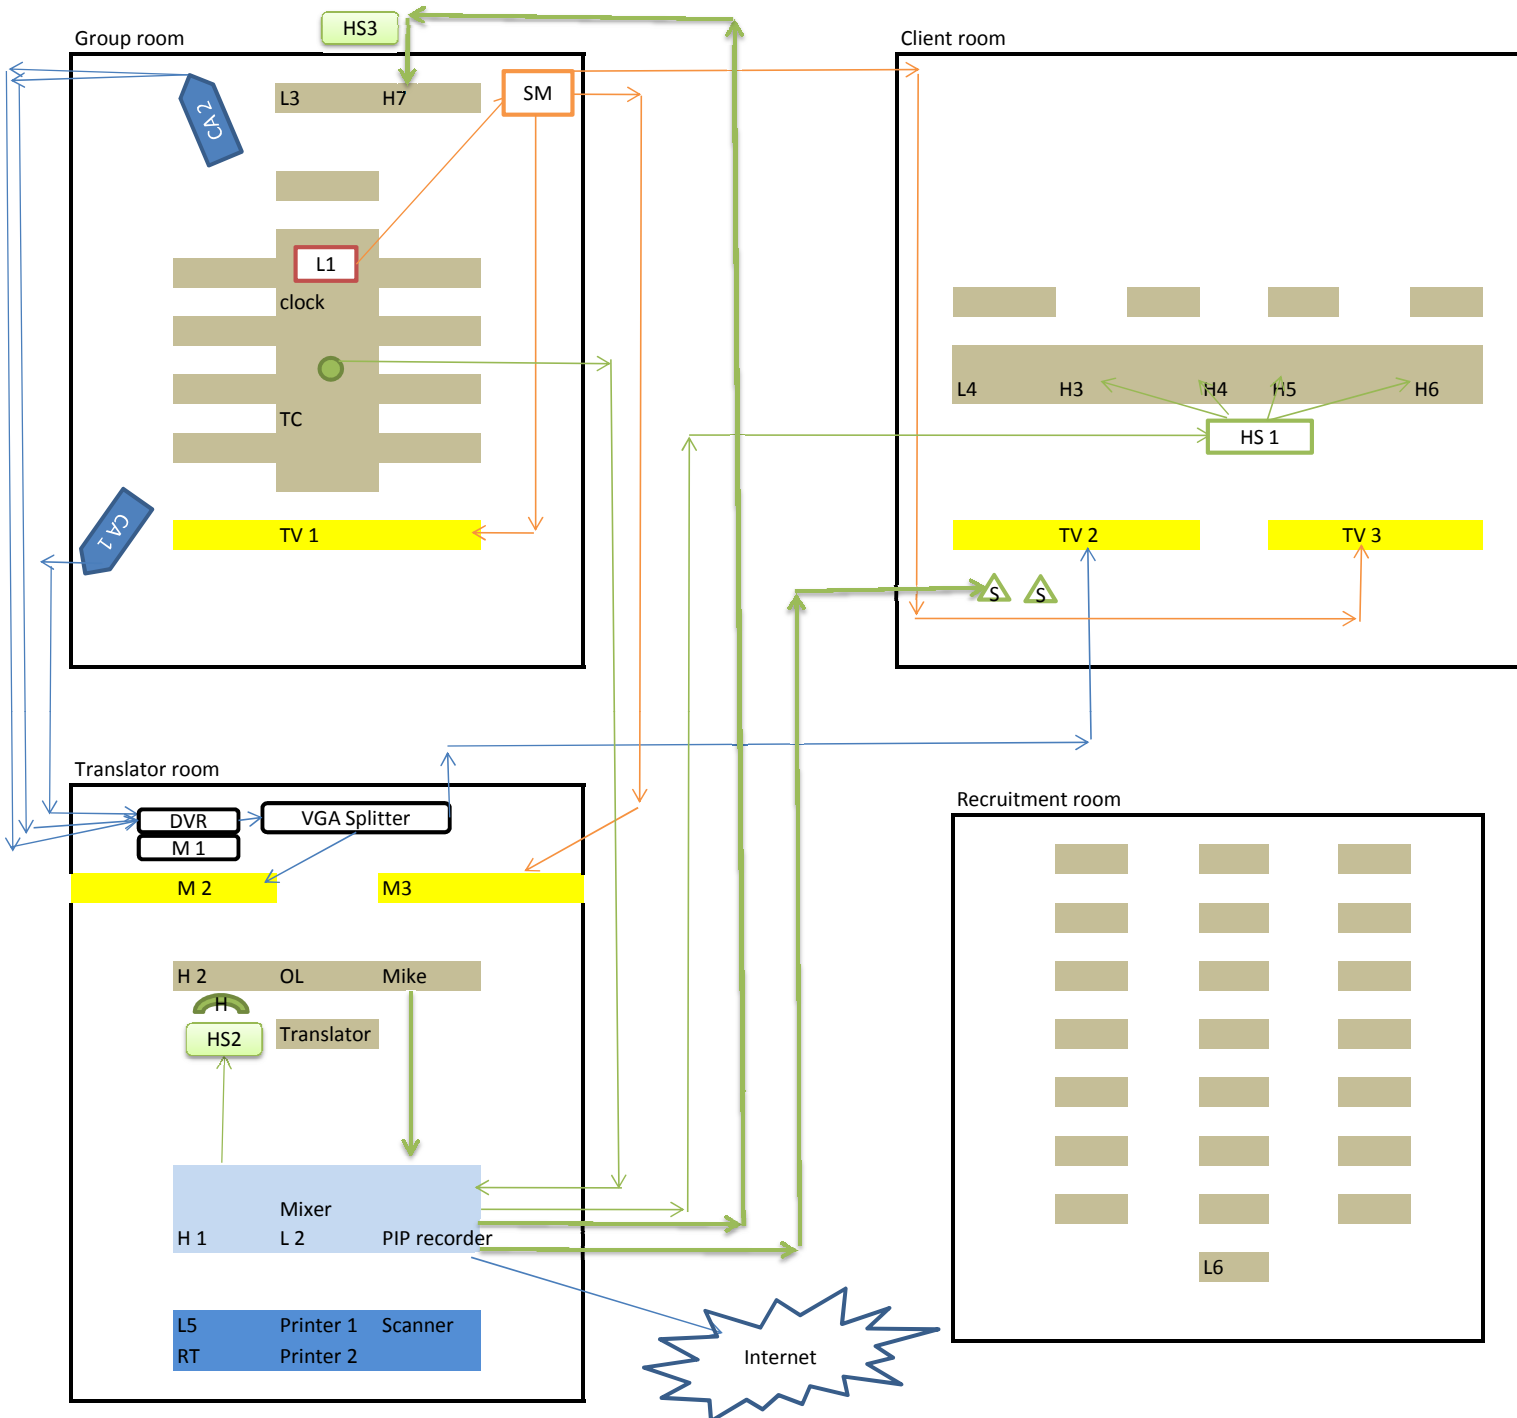 HS3
Group room
Client room
CA 2
L3 H7
SM
L1
clock
TC
L4 H3 H4 H5 H6
HS 1
CA 1
TV 1
TV 2 TV 3
S S
Translator room
DVR VGA Splitter
M 1
Recruitment room
M 2 M3
H 2 OL Mike
H
HS2 Translator
Mixer
H 1 L 2 PIP recorder
L6
L5 Printer 1 Scanner
RT Printer 2
Internet